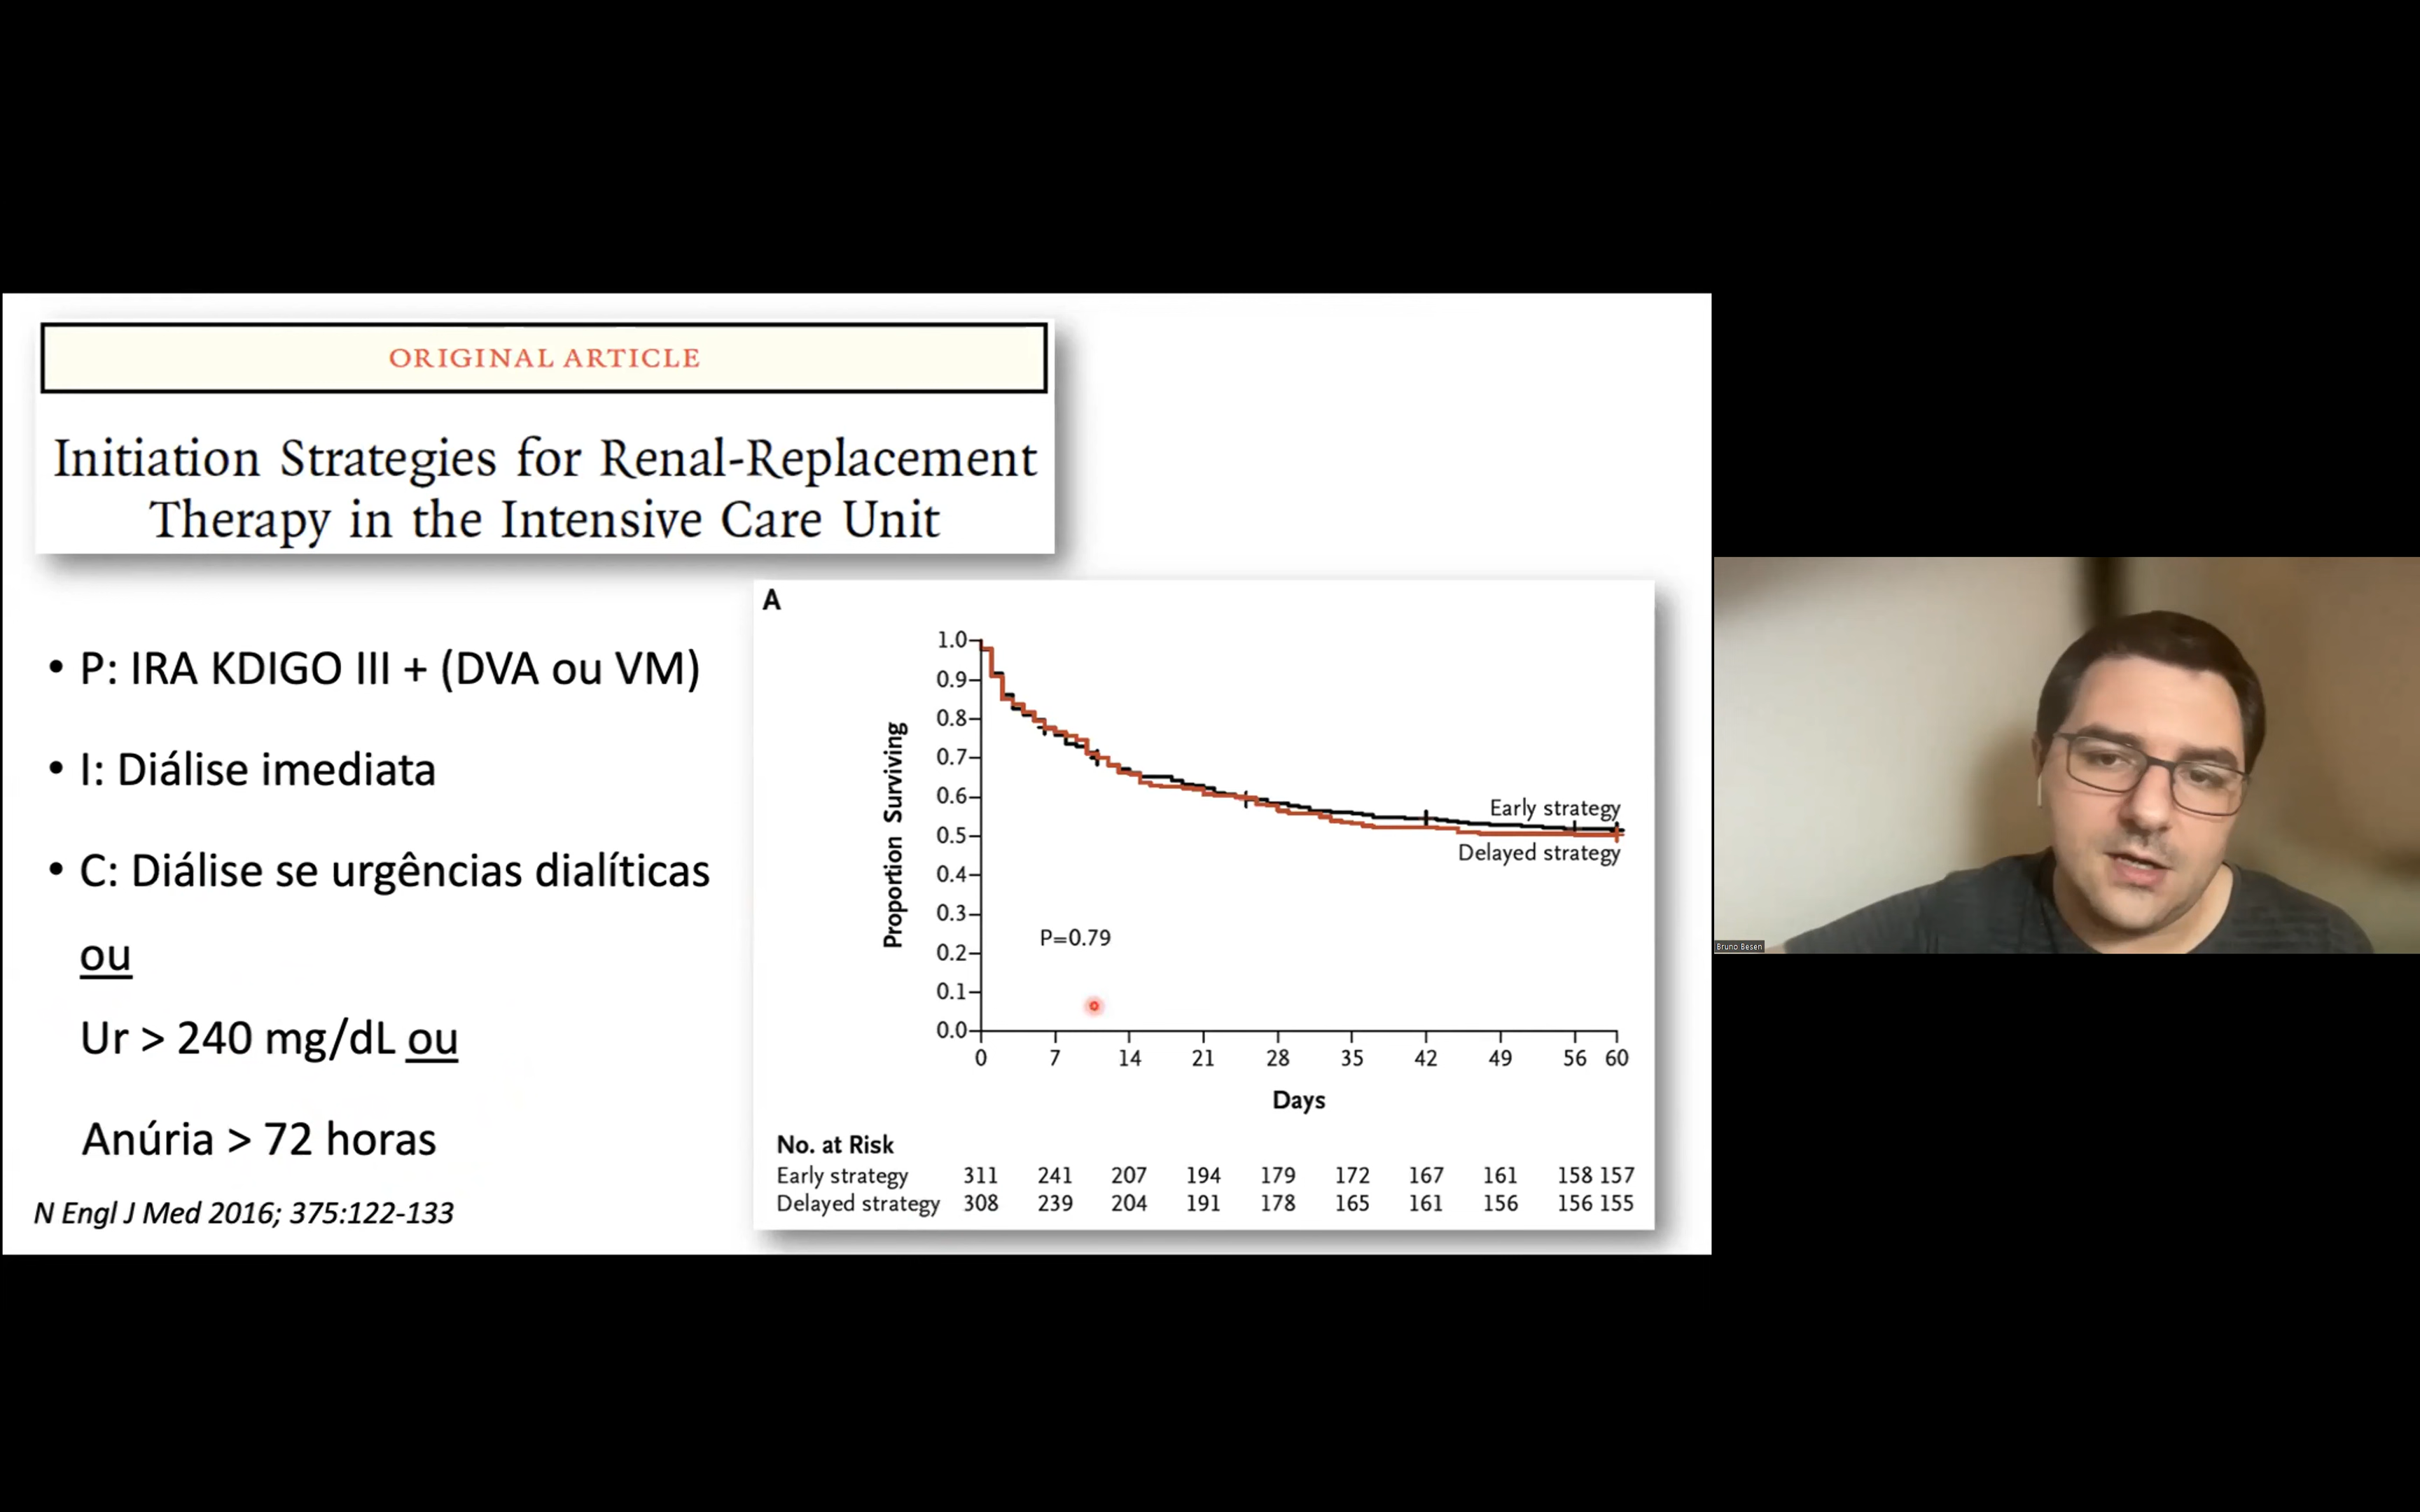 ORIGINAL ARTICLE
Initiation Strategies for Renal-Replacement
Therapy in the Intensive Care Unit
• P: IRA KDIGO III + (DVA ou VM)
• I: Diálise imediata
• C: Diálise se urgências dialíticas
ou
Ur > 240 mg/dL ou
Anúria > 72 horas
N Engl J Med 2016; 375:122-133
A
Proportion Surviving
1.0
0.9
0.8
0.7
0.6
0.5
0.4
0.3
0.2
0.1
0.0
Early strategy
Delayed strategy
P=0.79
0 7 14 21 28 35 42 49 56 60
Days
No. at Risk
Early strategy 311 241 207 194 179 172 167 161 158 157
Delayed strategy 308 239 204 191 178 165 161 156 156 155
Bruno Besen